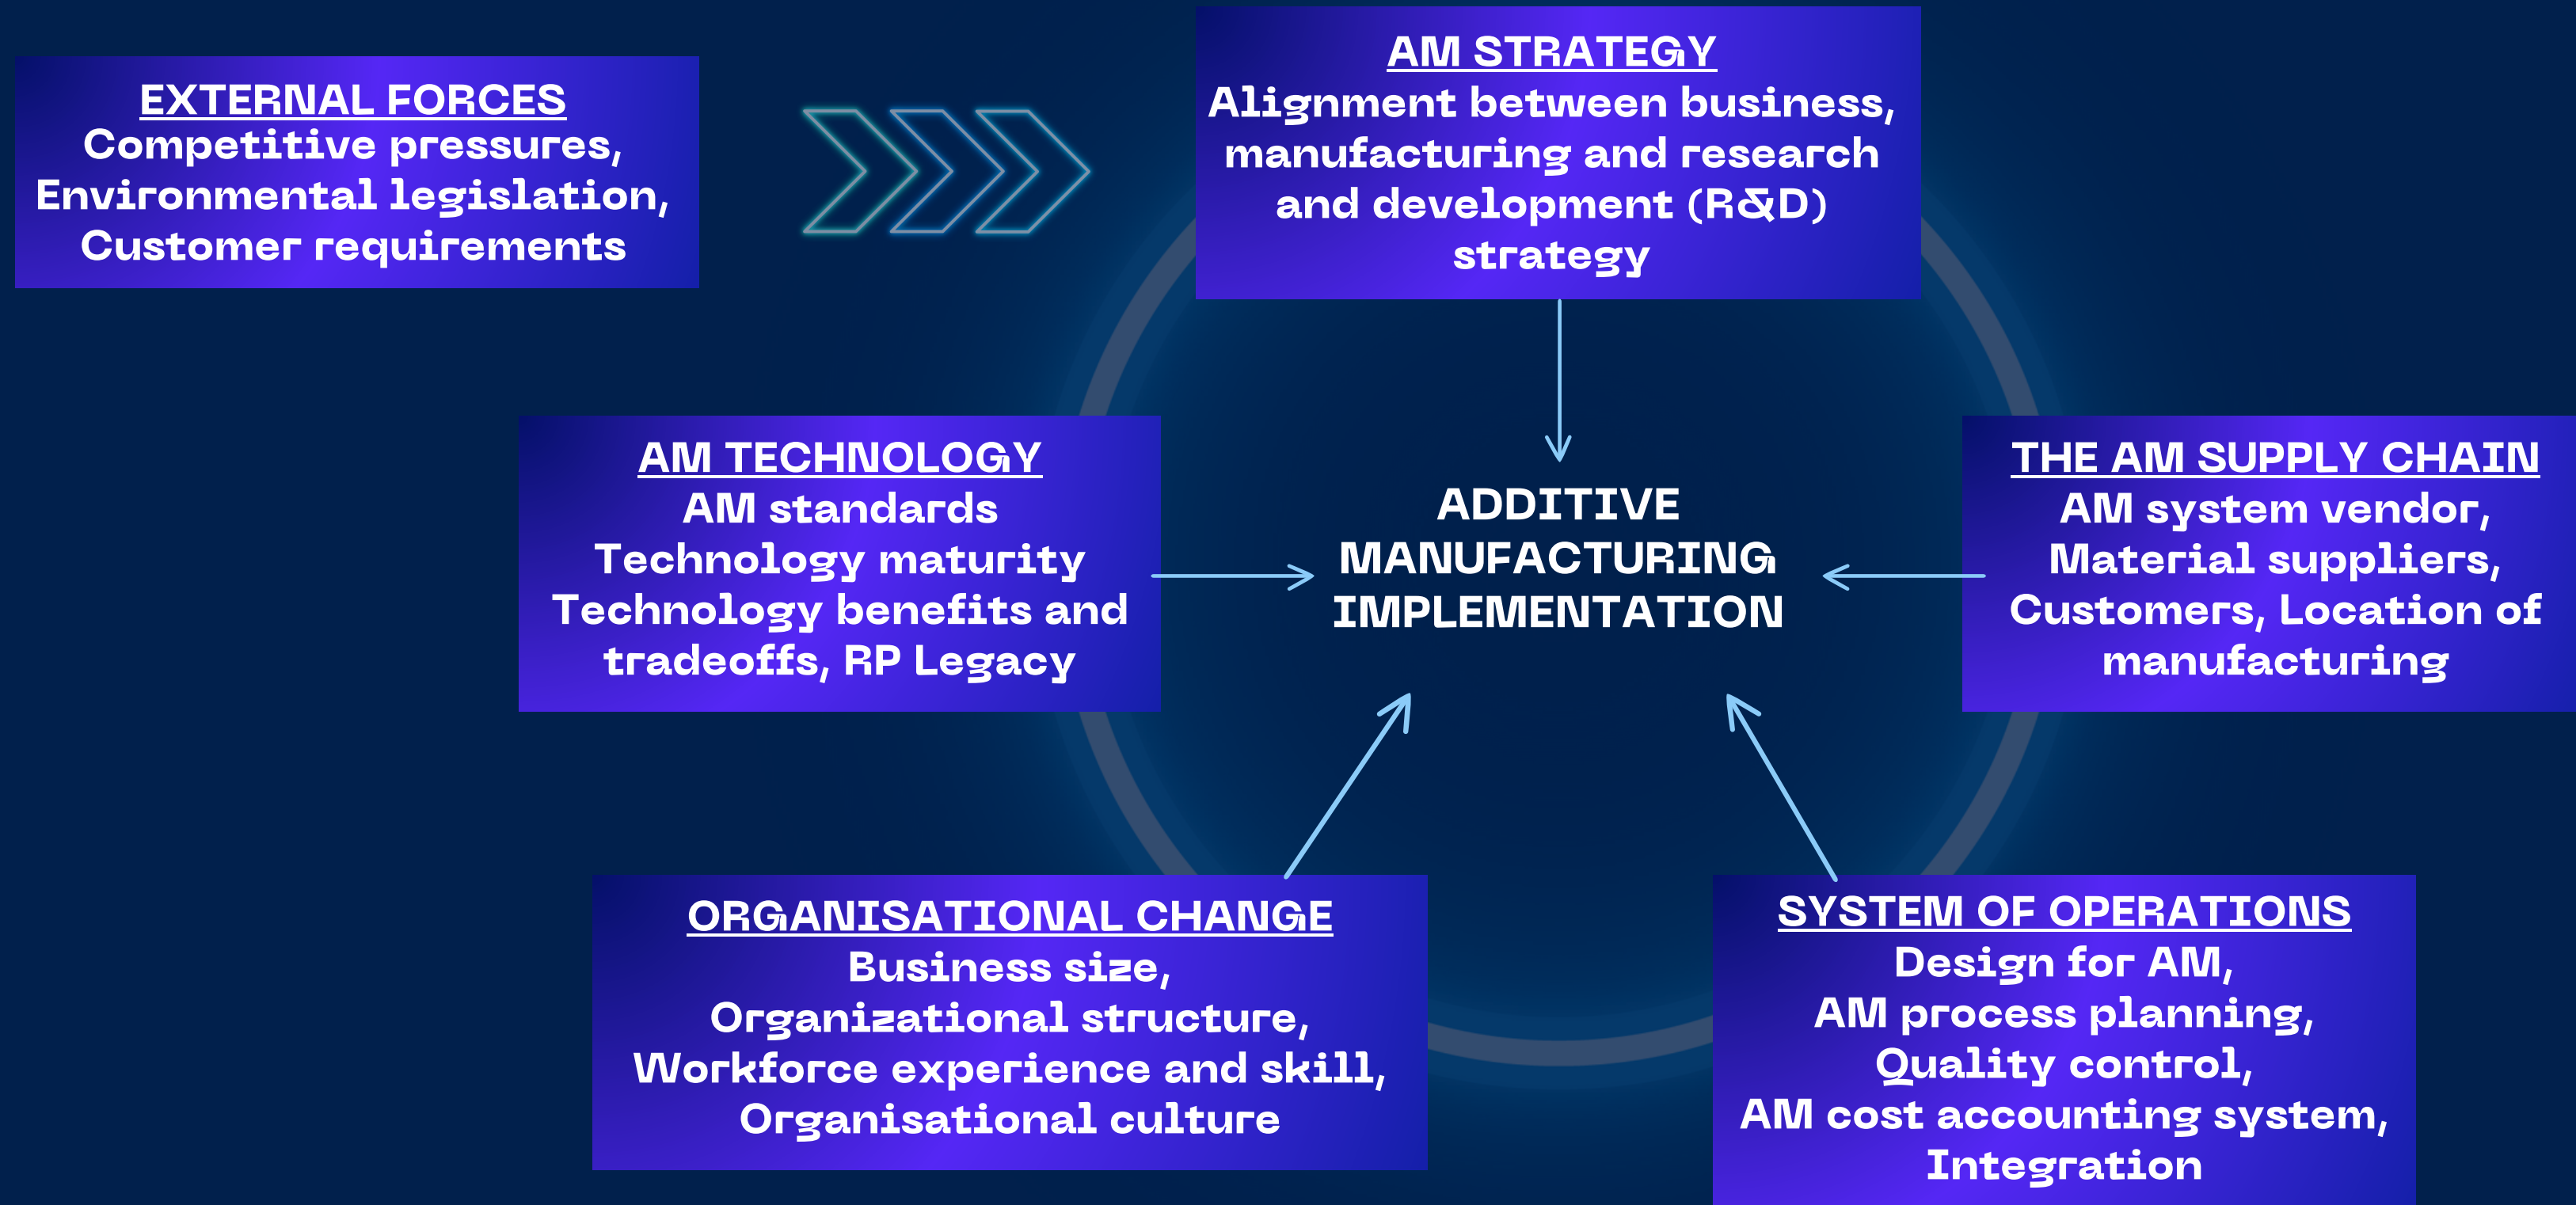 EXTERNAL FORCES
Competitive pressures,
Environmental legislation,
Customer requirements
AM STRATEGY
Alignment between business,
manufacturing and research
and development (R&D)
strategy
AM TECHNOLOGY
AM standards
Technology maturity
Technology benefits and
tradeoffs, RP Legacy
ADDITIVE
MANUFACTURING
IMPLEMENTATION
THE AM SUPPLY CHAIN
AM system vendor,
Material suppliers,
Customers, Location of
manufacturing
ORGANISATIONAL CHANGE
Business size,
Organizational structure,
Workforce experience and skill,
Organisational culture
SYSTEM OF OPERATIONS
Design for AM,
AM process planning,
Quality control,
AM cost accounting system,
Integration